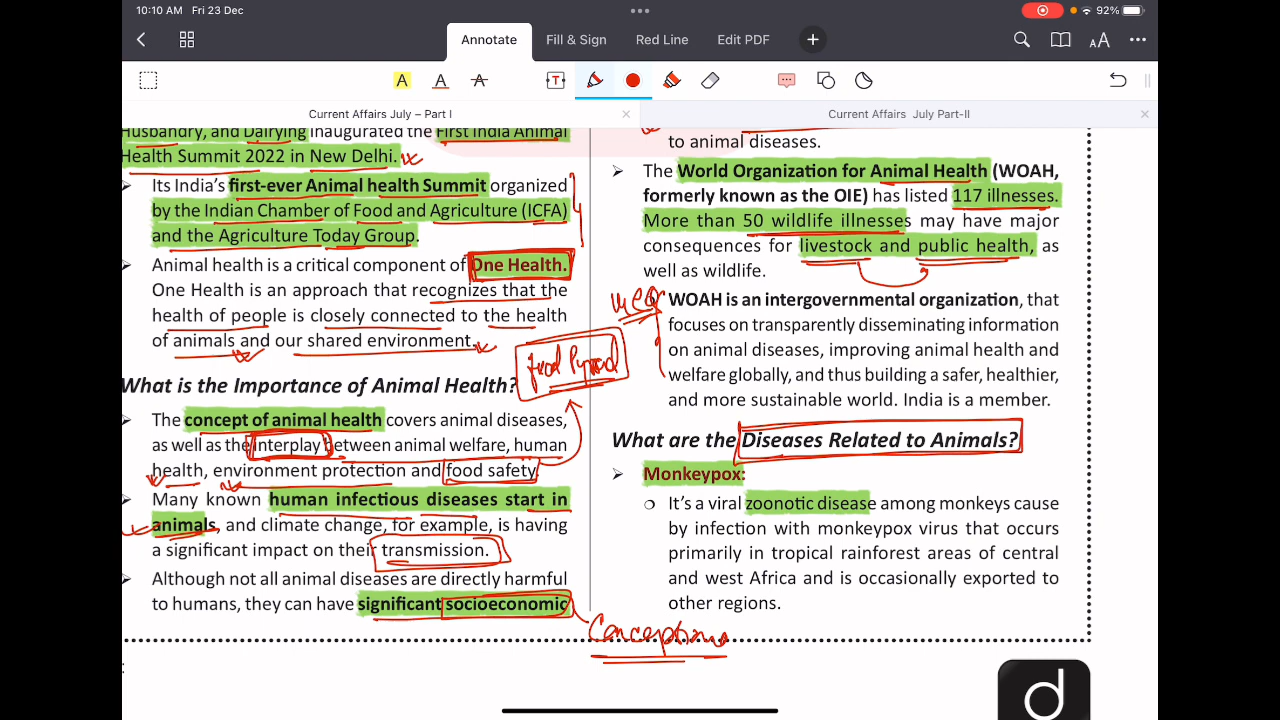 10:10 AM Fri 23 Dec
92%
Annotate
Fill & Sign
Red Line
Edit PDF
AA
A
A
A
T
Current Affairs July – Part I
Current Affairs July Part-II
Husbandry, and Dairying inaugurated the First India Animal
Health Summit 2022 in New Delhi.
Its India's first-ever Animal health Summit organized
by the Indian Chamber of Food and Agriculture (ICFA)
and the Agriculture Today Group.
Animal health is a critical component of One Health.
One Health is an approach that recognizes that the
health of people is closely connected to the health
of animals and our shared environment.
What is the Importance of Animal Health?
The concept of animal health covers animal diseases,
as well as the interplay between animal welfare, human
health, environment protection and food safety.
Many known human infectious diseases start in
animals, and climate change, for example, is having
a significant impact on their transmission.
Although not all animal diseases are directly harmful
to humans, they can have significant socioeconomic
food
to animal diseases.
The World Organization for Animal Health (WOAH,
formerly known as the OIE) has listed 117 illnesses.
More than 50 wildlife illnesses may have major
consequences for livestock and public health, as
well as wildlife.
MCQ
WOAH is an intergovernmental organization, that
focuses on transparently disseminating information
on animal diseases, improving animal health and
welfare globally, and thus building a safer, healthier,
and more sustainable world. India is a member.
What are the Diseases Related to Animals?
Monkeypox:
It's a viral zoonotic disease among monkeys cause
by infection with monkeypox virus that occurs
primarily in tropical rainforest areas of central
and west Africa and is occasionally exported to
other regions.